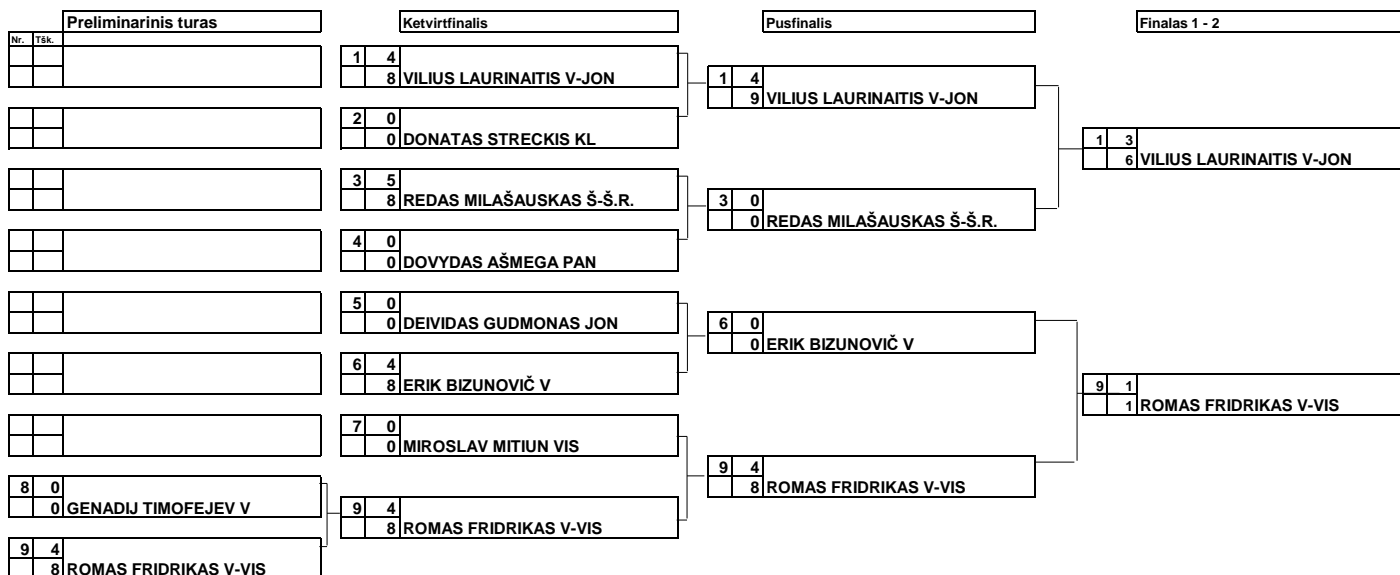 Preliminarinis turas
Nr. Tšk.
8 0
0 GENADIJ TIMOFEJEV V
9 4
8 ROMAS FRIDRIKAS V-VIS
Ketvirtfinalis
1 4
8 VILIUS LAURINAITIS V-JON
2 0
0 DONATAS STRECKIS KL
3 5
8 REDAS MILAŠAUSKAS Š-Š.R.
4 0
0 DOVYDAS AŠMEGA PAN
5 0
0 DEIVIDAS GUDMONAS JON
6 4
8 ERIK BIZUNOVIČ V
7 0
0 MIROSLAV MITIUN VIS
9 4
8 ROMAS FRIDRIKAS V-VIS
Pusfinalis
1 4
9 VILIUS LAURINAITIS V-JON
3 0
0 REDAS MILAŠAUSKAS Š-Š.R.
6 0
0 ERIK BIZUNOVIČ V
9 4
8 ROMAS FRIDRIKAS V-VIS
Finalas 1 - 2
1 3
6 VILIUS LAURINAITIS V-JON
9 1
1 ROMAS FRIDRIKAS V-VIS